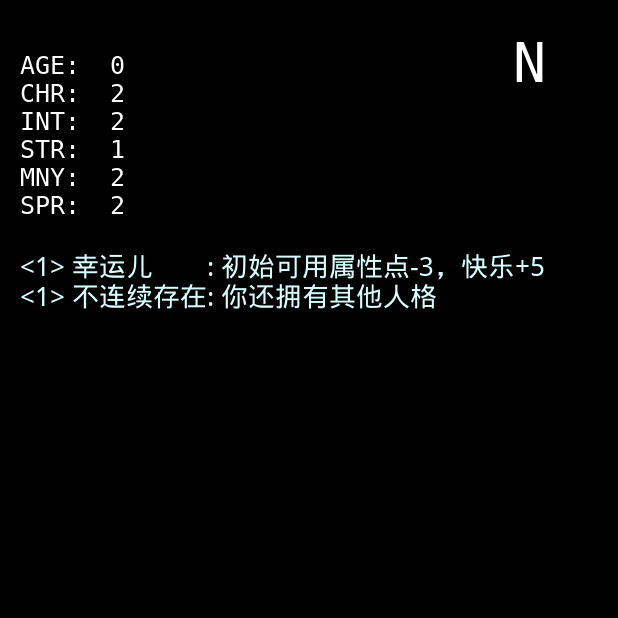 N
AGE: 0
CHR: 2
INT: 2
STR: 1
MNY: 2
SPR: 2
<1> 幸运儿 : 初始可用属性点-3，快乐+5
<1> 不连续存在: 你还拥有其他人格